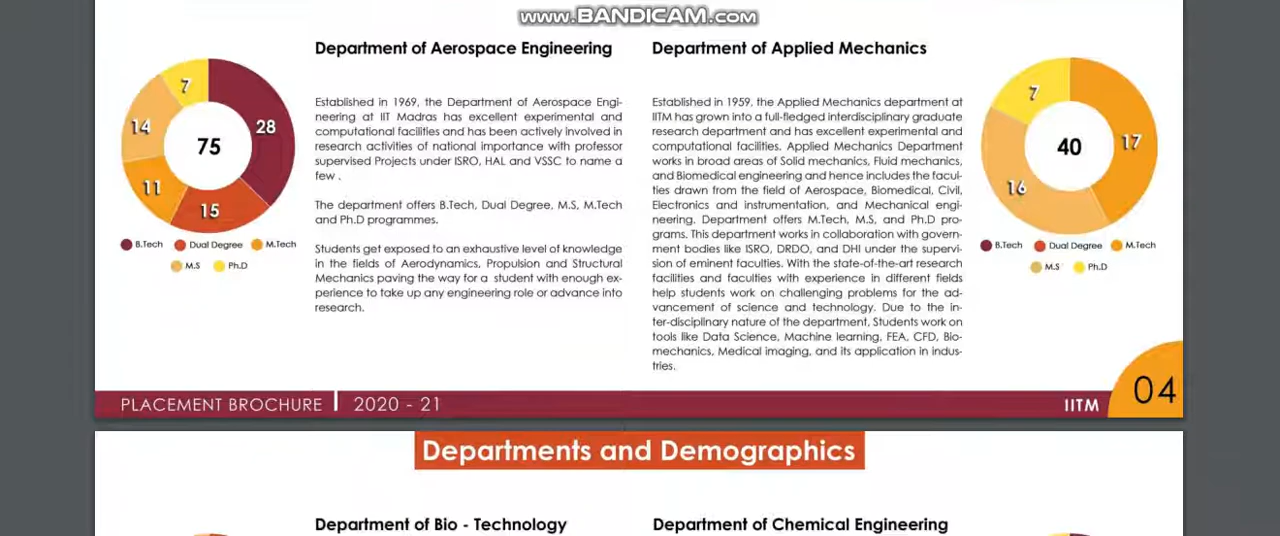 www.BANDICAM.com
Department of Aerospace Engineering
Established in 1969, the Department of Aerospace Engi-
neering at IIT Madras has excellent experimental and
computational facilities and has been actively involved in
research activities of national importance with professor
supervised Projects under ISRO, HAL and VSSC to name a
few .
The department offers B.Tech, Dual Degree, M.S, M.Tech
and Ph.D programmes.
Students get exposed to an exhaustive level of knowledge
in the fields of Aerodynamics, Propulsion and Structural
Mechanics paving the way for a student with enough ex-
perience to take up any engineering role or advance into
research.
7
14
28
75
11
15
B.Tech Dual Degree M.Tech
M.S Ph.D
Department of Applied Mechanics
Established in 1959, the Applied Mechanics department at
IITM has grown into a full-fledged interdisciplinary graduate
research department and has excellent experimental and
computational facilities. Applied Mechanics Department
works in broad areas of Solid mechanics, Fluid mechanics,
and Biomedical engineering and hence includes the facul-
ties drawn from the field of Aerospace, Biomedical, Civil,
Electronics and instrumentation, and Mechanical engi-
neering. Department offers M.Tech, M.S, and Ph.D pro-
grams. This department works in collaboration with govern-
ment bodies like ISRO, DRDO, and DHI under the supervi-
sion of eminent faculties. With the state-of-the-art research
facilities and faculties with experience in different fields
help students work on challenging problems for the ad-
vancement of science and technology. Due to the in-
ter-disciplinary nature of the department, Students work on
tools like Data Science, Machine learning, FEA, CFD, Bio-
mechanics, Medical imaging, and its application in indus-
tries.
7
17
40
16
B.Tech Dual Degree M.Tech
M.S Ph.D
PLACEMENT BROCHURE | 2020 - 21
IITM
04
Departments and Demographics
Department of Bio - Technology
Department of Chemical Engineering